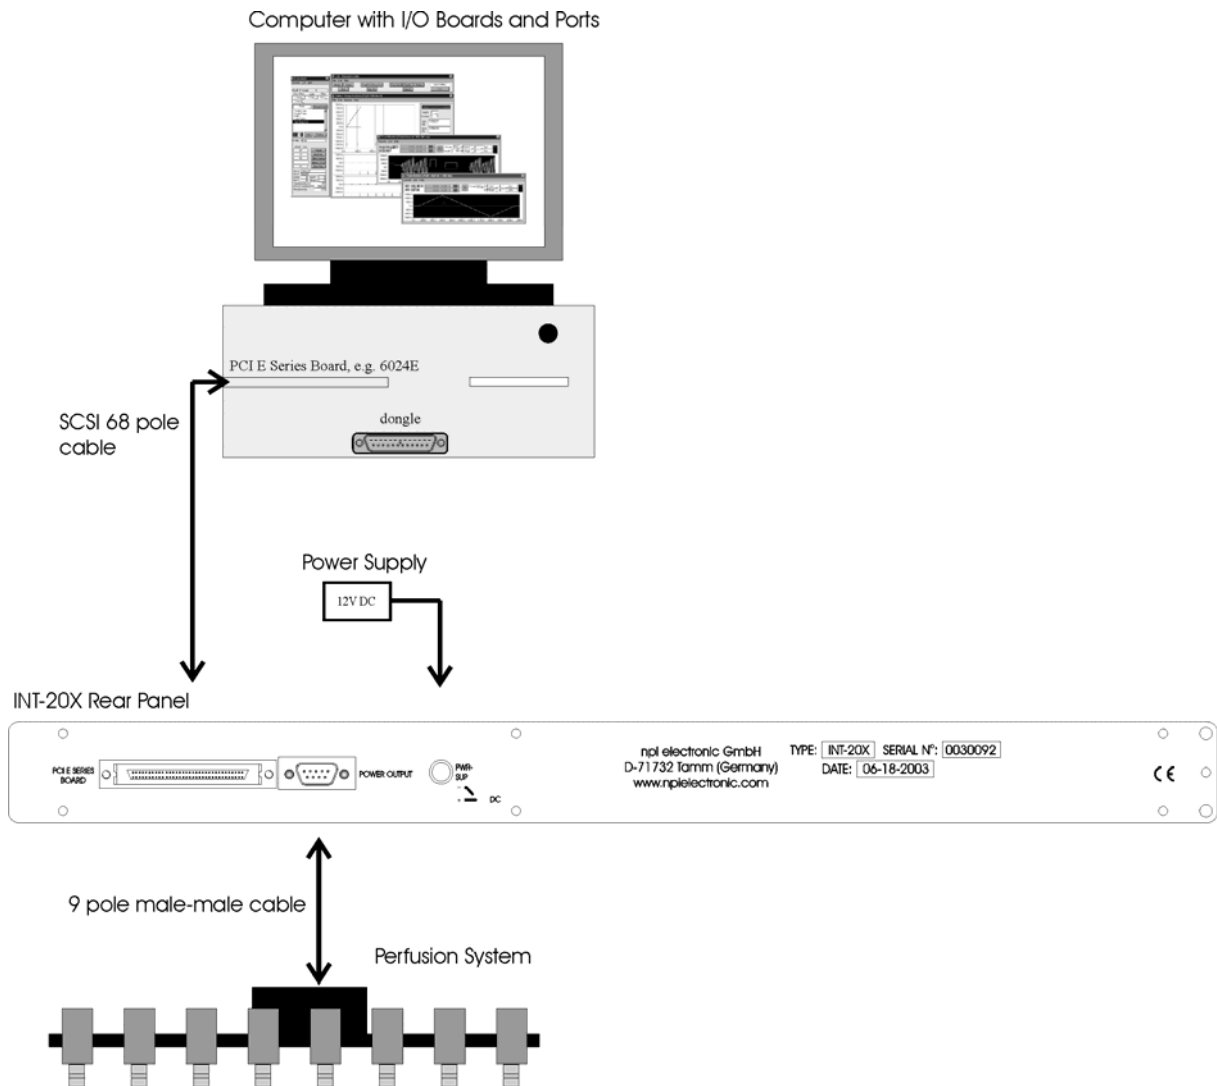 Computer with I/O Boards and Ports
PCI E Series Board, e.g. 6024E
dongle
SCSI 68 pole
cable
Power Supply
12V DC
INT-20X Rear Panel
PCI E SERIES
BOARD
POWER OUTPUT
PWR-
SUP
DC
npi electronic GmbH
D-71732 Tamm (Germany)
www.npielectronic.com
TYPE: INT-20X SERIAL N°: 0030092
DATE: 06-18-2003
CE
9 pole male-male cable
Perfusion System